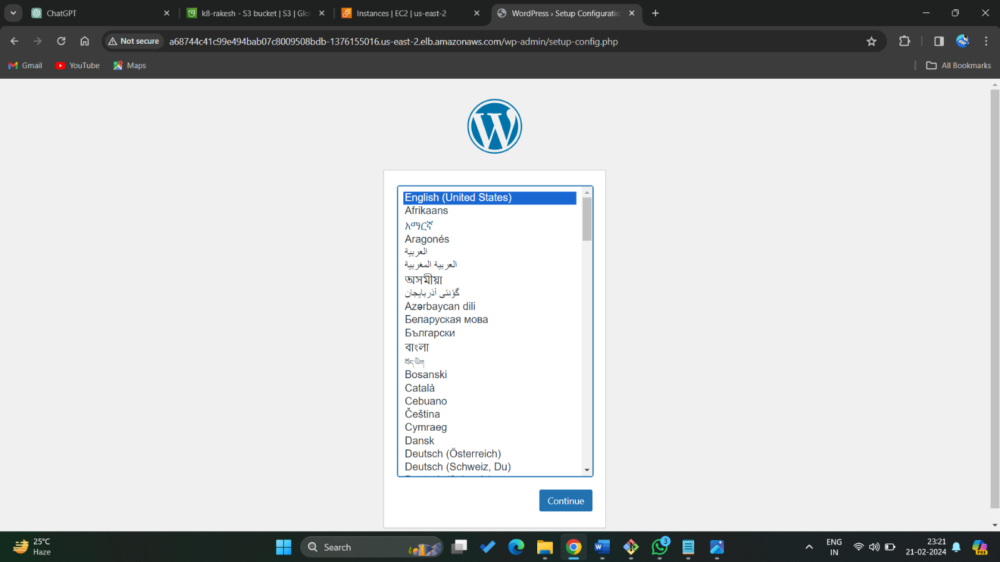 ChatGPT
k8-rakesh - S3 bucket | S3 | Glo
Instances | EC2 | us-east-2
WordPress › Setup Configuratio
Not secure
a68744c41c99e494bab07c8009508bdb-1376155016.us-east-2.elb.amazonaws.com/wp-admin/setup-config.php
Gmail
YouTube
Maps
All Bookmarks
English (United States)
Afrikaans
አማርኛ
Aragonés
العربية
العربية المغربية
অসমীয়া
گؤنئی آذربایجان
Azərbaycan dili
Беларуская мова
Български
বাংলা
བོད་ཡིག
Bosanski
Català
Cebuano
Čeština
Cymraeg
Dansk
Deutsch (Österreich)
Deutsch (Schweiz, Du)
Continue
25°C
Haze
Search
3
ENG
IN
23:21
21-02-2024
PRE